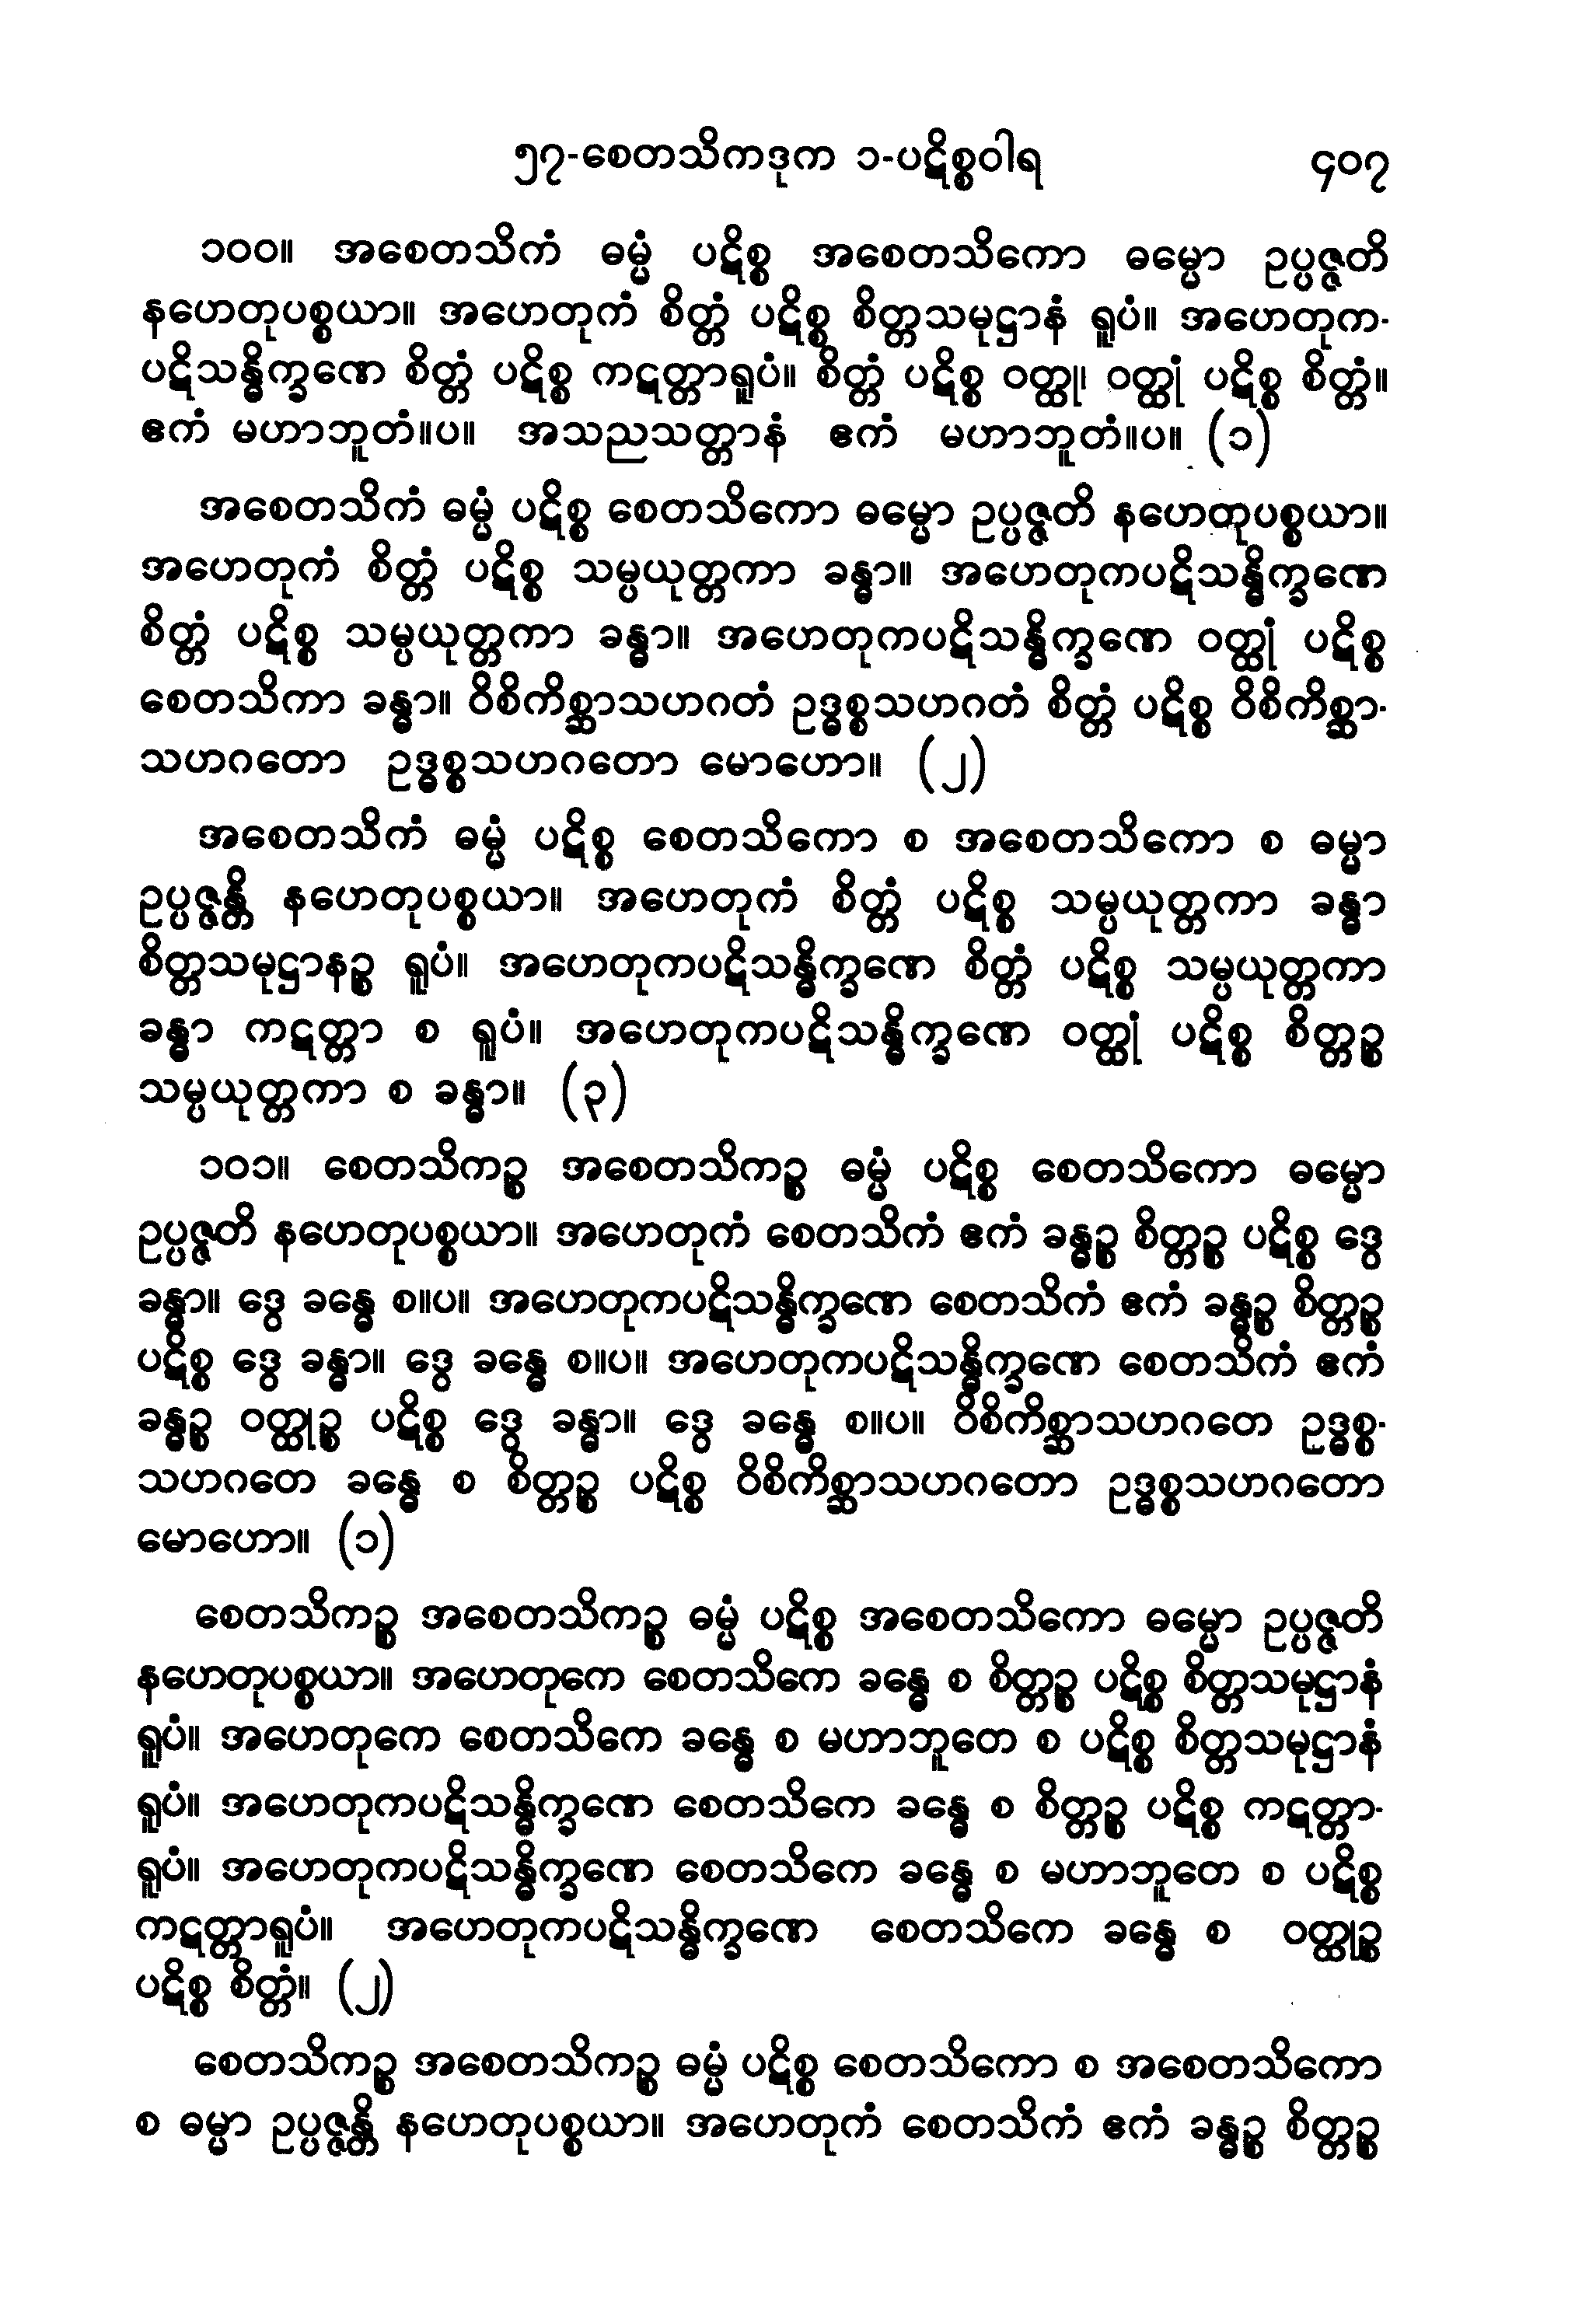 ၅၇-စေတသိကဒုက ၁-ပဋိစ္စဝါရ ၄၀၇
၁၀၀။ အစေတသိကံ ဓမ္မံ ပဋိစ္စ အစေတသိကော ဓမ္မော ဥပ္ပဇ္ဇတိ
နဟေတုပစ္စယာ။ အဟေတုကံ စိတ္တံ ပဋိစ္စ စိတ္တသမုဋ္ဌာနံ ရူပံ။ အဟေတုက-
ပဋိသန္ဓိက္ခဏေ စိတ္တံ ပဋိစ္စ ကဋတ္တာရူပံ။ စိတ္တံ ပဋိစ္စ ဝတ္ထု၊ ဝတ္ထုံ ပဋိစ္စ စိတ္တံ။
ဧကံ မဟာဘူတံ။ပ။ အသညသတ္တာနံ ဧကံ မဟာဘူတံ။ပ။ (၁)
အစေတသိကံ ဓမ္မံ ပဋိစ္စ စေတသိကော ဓမ္မော ဥပ္ပဇ္ဇတိ နဟေတုပစ္စယာ။
အဟေတုကံ စိတ္တံ ပဋိစ္စ သမ္ပယုတ္တကာ ခန္ဓာ။ အဟေတုကပဋိသန္ဓိက္ခဏေ
စိတ္တံ ပဋိစ္စ သမ္ပယုတ္တကာ ခန္ဓာ။ အဟေတုကပဋိသန္ဓိက္ခဏေ ဝတ္ထုံ ပဋိစ္စ
စေတသိကာ ခန္ဓာ။ ဝိစိကိစ္ဆာသဟဂတံ ဥဒ္ဓစ္စသဟဂတံ စိတ္တံ ပဋိစ္စ ဝိစိကိစ္ဆာ-
သဟဂတော ဥဒ္ဓစ္စသဟဂတော မောဟော။ (၂)
အစေတသိကံ ဓမ္မံ ပဋိစ္စ စေတသိကော စ အစေတသိကော စ ဓမ္မာ
ဥပ္ပဇ္ဇန္တိ နဟေတုပစ္စယာ။ အဟေတုကံ စိတ္တံ ပဋိစ္စ သမ္ပယုတ္တကာ ခန္ဓာ
စိတ္တသမုဋ္ဌာနဉ္စ ရူပံ။ အဟေတုကပဋိသန္ဓိက္ခဏေ စိတ္တံ ပဋိစ္စ သမ္ပယုတ္တကာ
ခန္ဓာ ကဋတ္တာ စ ရူပံ။ အဟေတုကပဋိသန္ဓိက္ခဏေ ဝတ္ထုံ ပဋိစ္စ စိတ္တဉ္စ
သမ္ပယုတ္တကာ စ ခန္ဓာ။ (၃)
၁၀၁။ စေတသိကဉ္စ အစေတသိကဉ္စ ဓမ္မံ ပဋိစ္စ စေတသိကော ဓမ္မော
ဥပ္ပဇ္ဇတိ နဟေတုပစ္စယာ။ အဟေတုကံ စေတသိကံ ဧကံ ခန္ဓဉ္စ စိတ္တဉ္စ ပဋိစ္စ ဒွေ
ခန္ဓာ။ ဒွေ ခန္ဓေ စ။ပ။ အဟေတုကပဋိသန္ဓိက္ခဏေ စေတသိကံ ဧကံ ခန္ဓဉ္စ စိတ္တဉ္စ
ပဋိစ္စ ဒွေ ခန္ဓာ။ ဒွေ ခန္ဓေ စ။ပ။ အဟေတုကပဋိသန္ဓိက္ခဏေ စေတသိကံ ဧကံ
ခန္ဓဉ္စ ဝတ္ထုဉ္စ ပဋိစ္စ ဒွေ ခန္ဓာ။ ဒွေ ခန္ဓေ စ။ပ။ ဝိစိကိစ္ဆာသဟဂတေ ဥဒ္ဓစ္စ-
သဟဂတေ ခန္ဓေ စ စိတ္တဉ္စ ပဋိစ္စ ဝိစိကိစ္ဆာသဟဂတော ဥဒ္ဓစ္စသဟဂတော
မောဟော။ (၁)
စေတသိကဉ္စ အစေတသိကဉ္စ ဓမ္မံ ပဋိစ္စ အစေတသိကော ဓမ္မော ဥပ္ပဇ္ဇတိ
နဟေတုပစ္စယာ။ အဟေတုကေ စေတသိကေ ခန္ဓေ စ စိတ္တဉ္စ ပဋိစ္စ စိတ္တသမုဋ္ဌာနံ
ရူပံ။ အဟေတုကေ စေတသိကေ ခန္ဓေ စ မဟာဘူတေ စ ပဋိစ္စ စိတ္တသမုဋ္ဌာနံ
ရူပံ။ အဟေတုကပဋိသန္ဓိက္ခဏေ စေတသိကေ ခန္ဓေ စ စိတ္တဉ္စ ပဋိစ္စ ကဋတ္တာ-
ရူပံ။ အဟေတုကပဋိသန္ဓိက္ခဏေ စေတသိကေ ခန္ဓေ စ မဟာဘူတေ စ ပဋိစ္စ
ကဋတ္တာရူပံ။ အဟေတုကပဋိသန္ဓိက္ခဏေ စေတသိကေ ခန္ဓေ စ ဝတ္ထုဉ္စ
ပဋိစ္စ စိတ္တံ။ (၂)
စေတသိကဉ္စ အစေတသိကဉ္စ ဓမ္မံ ပဋိစ္စ စေတသိကော စ အစေတသိကော
စ ဓမ္မာ ဥပ္ပဇ္ဇန္တိ နဟေတုပစ္စယာ။ အဟေတုကံ စေတသိကံ ဧကံ ခန္ဓဉ္စ စိတ္တဉ္စ